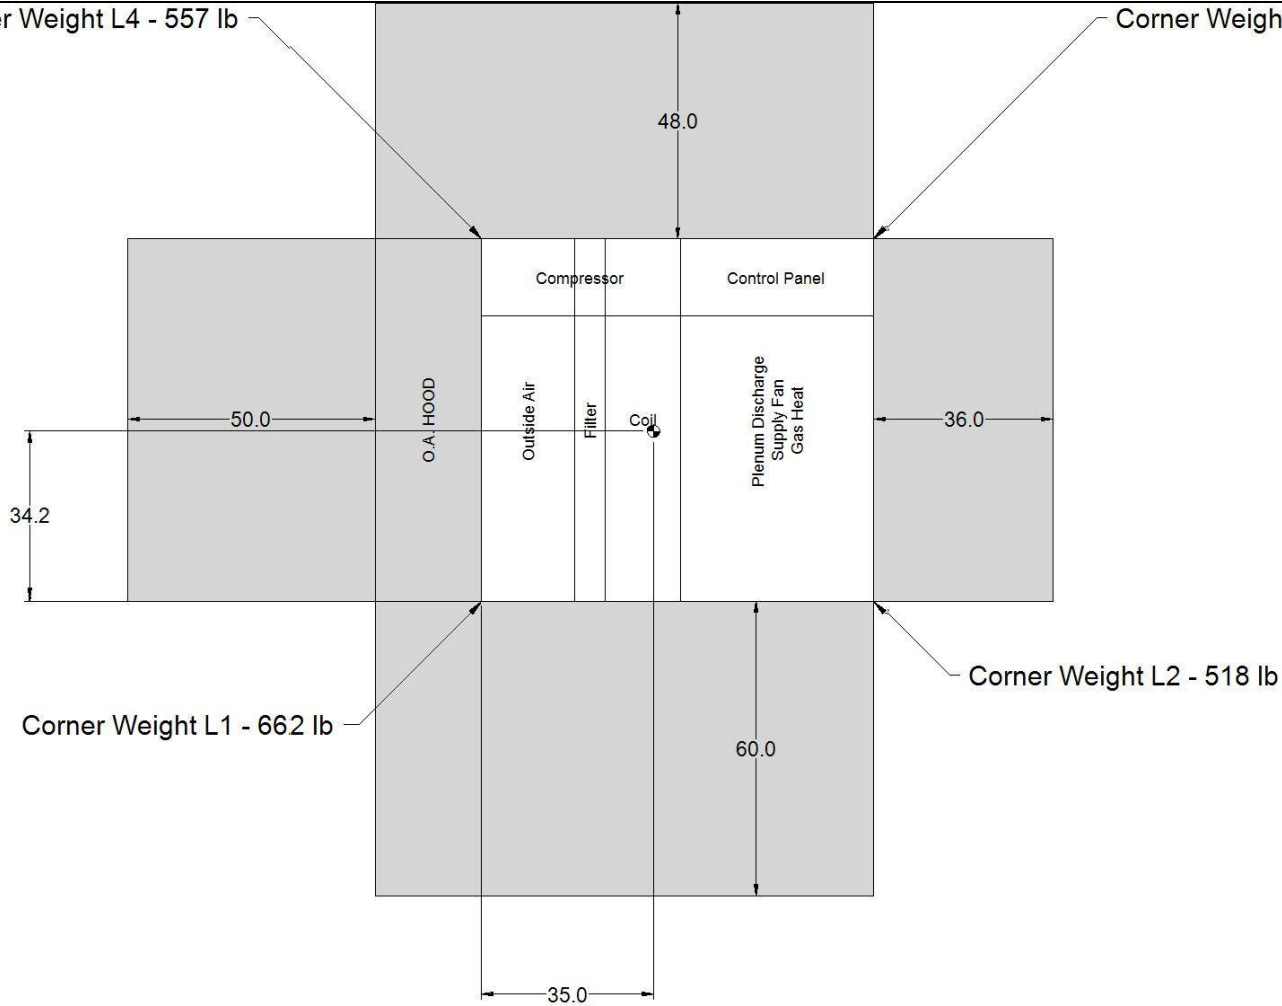 Weight L4 - 557 lb
Corner
48.0
Compressor
Control Panel
O.A. HOOD
Outside Air
Filter
Coil
Plenum Discharge
Supply Fan
Gas Heat
50.0
36.0
34.2
Corner Weight L2 - 518 lb
Corner Weight L1 - 662 lb
60.0
35.0